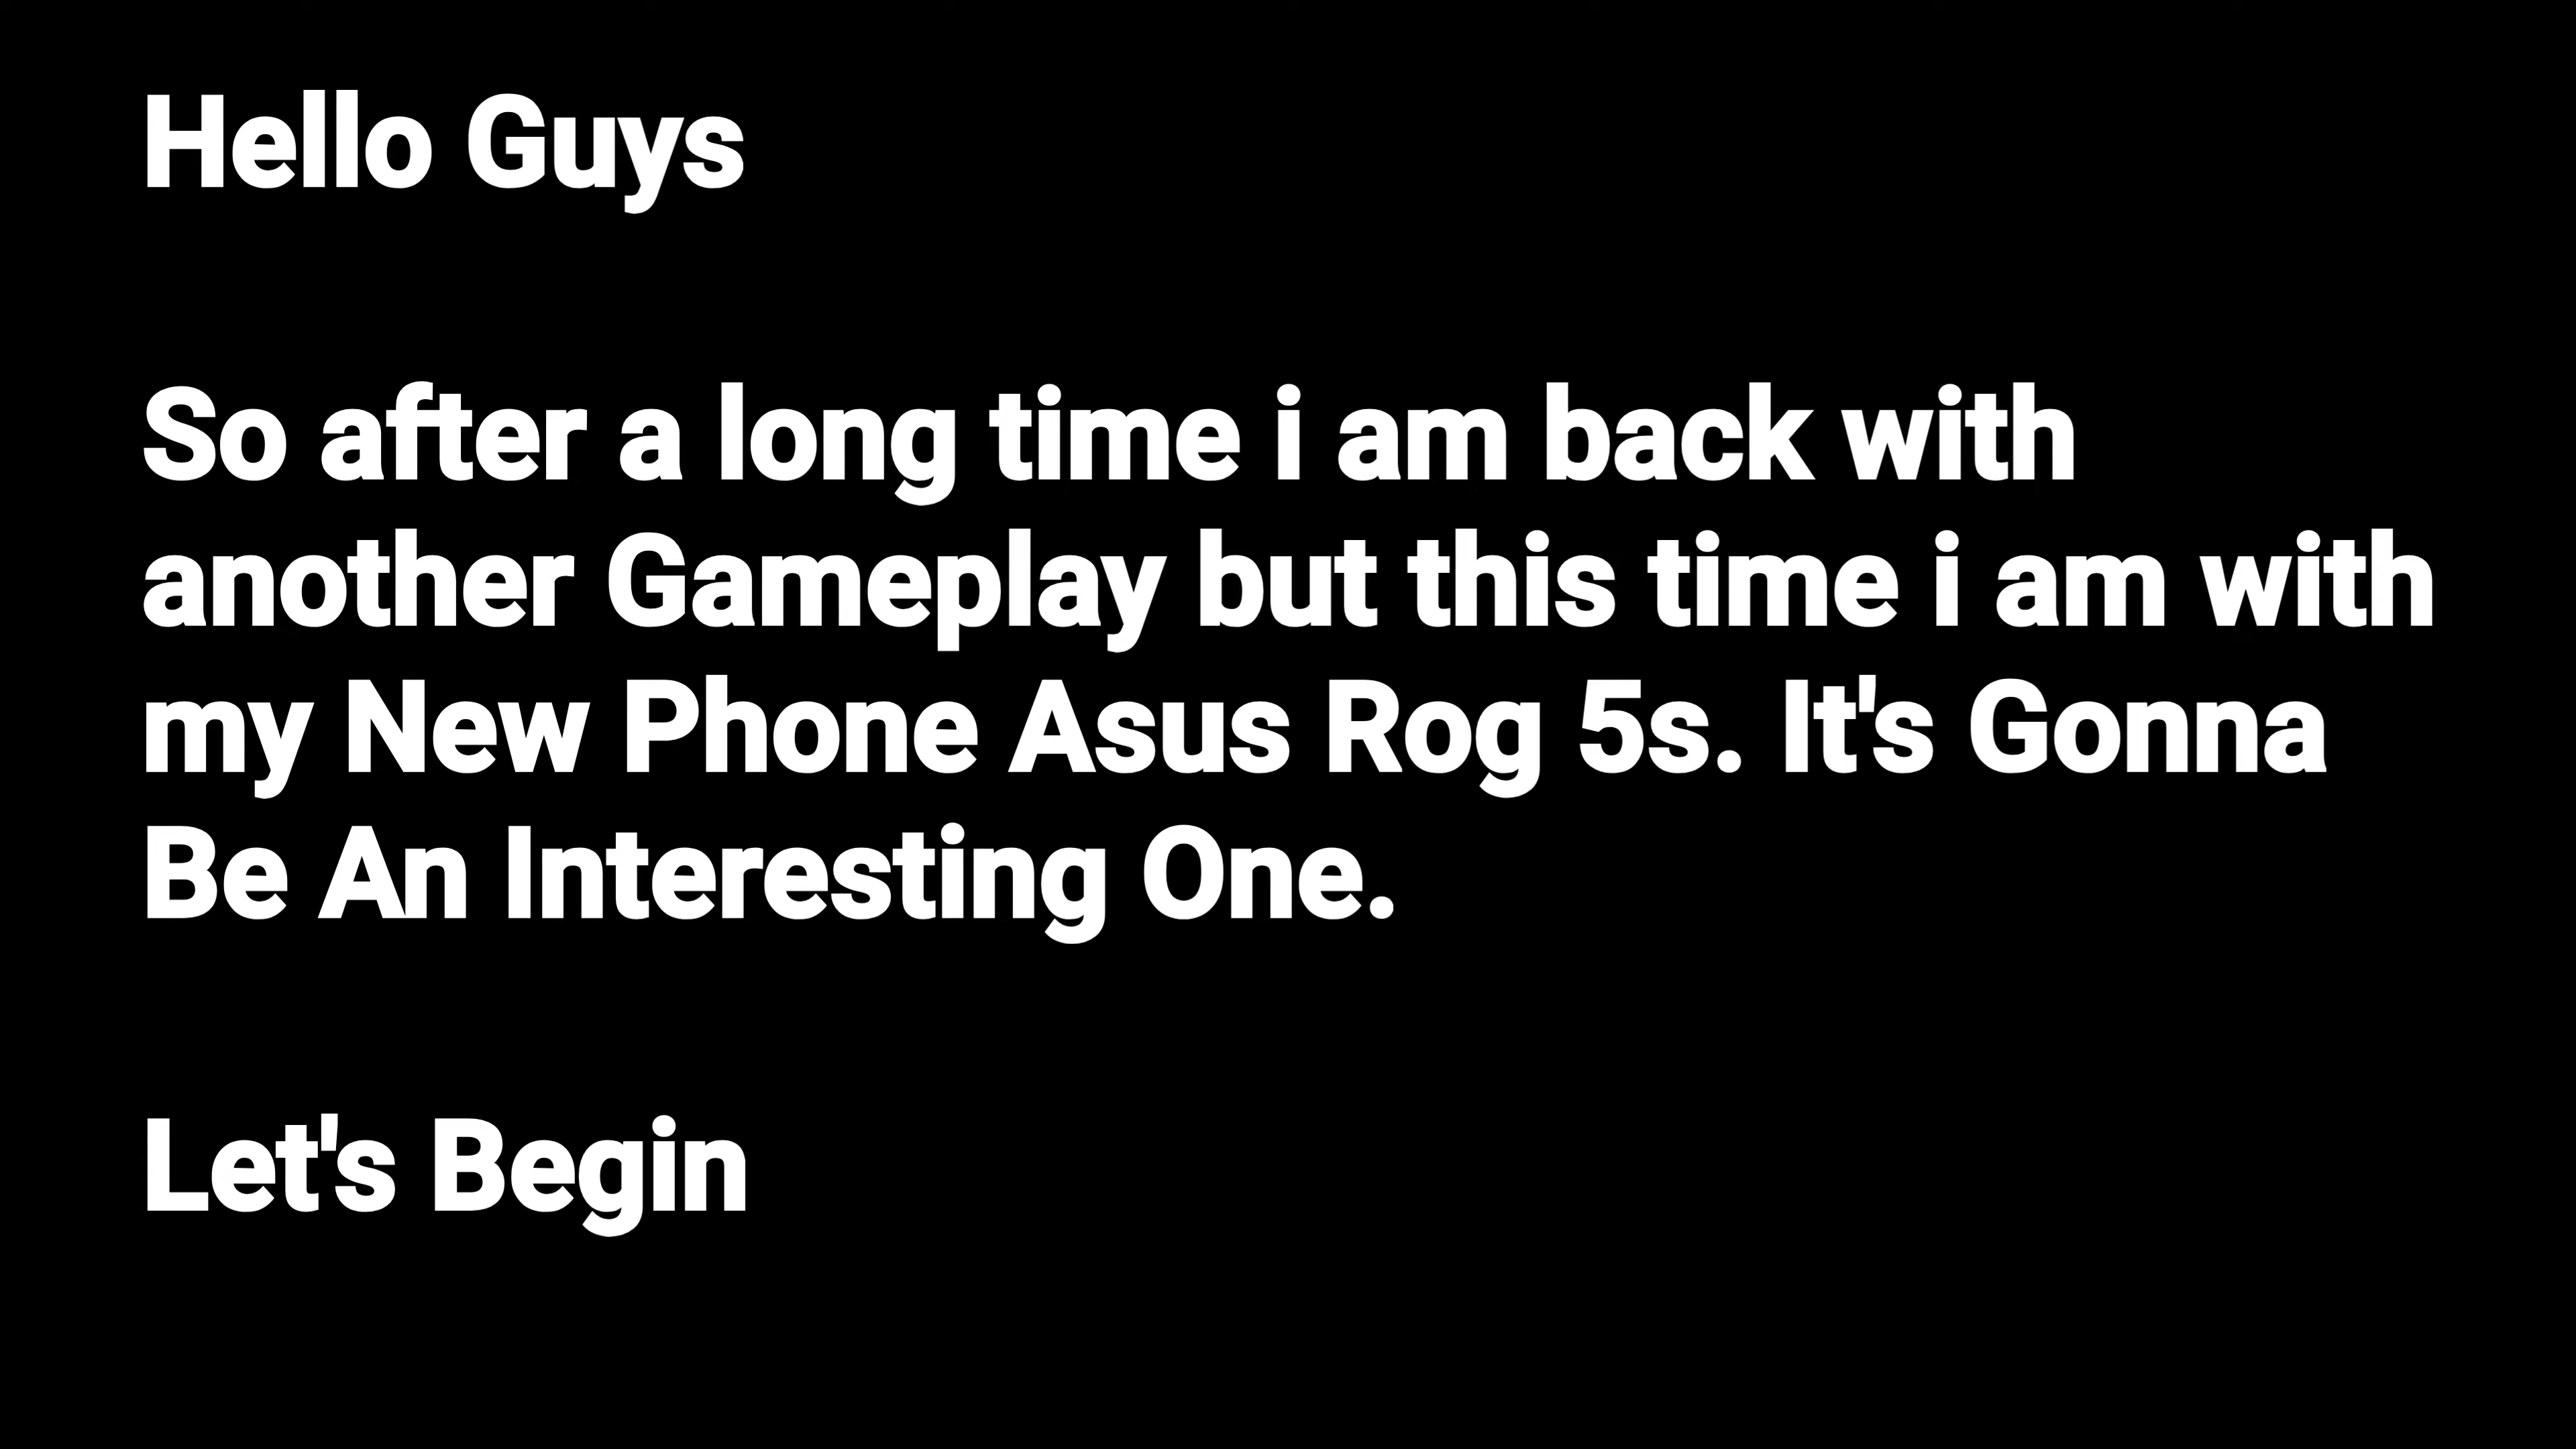 Hello Guys
So after a long time i am back with
another Gameplay but this time i am with
my New Phone Asus Rog 5s. It's Gonna
Be An Interesting One.
Let's Begin